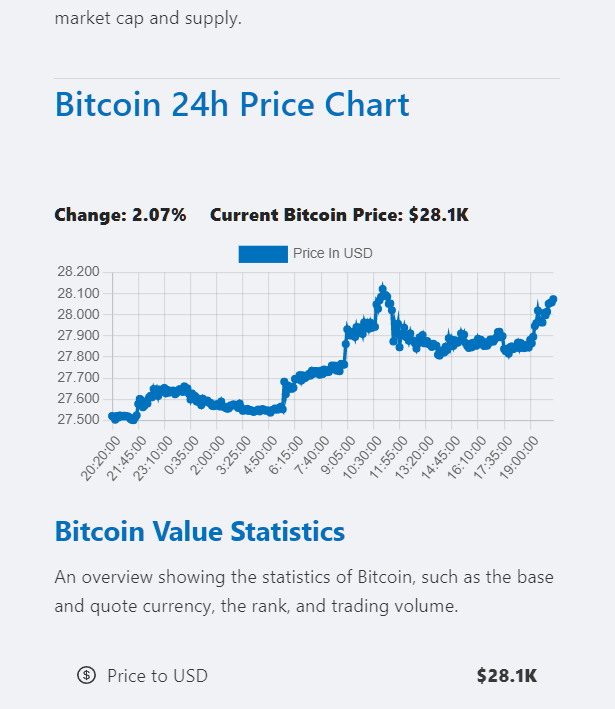 market cap and supply.
Bitcoin 24h Price Chart
Change: 2.07% Current Bitcoin Price: $28.1K
Price In USD
28.200
28.100
28.000
27.900
27.800
27.700
27.600
27.500
20:20:00 21:45:00 23:10:00 0:35:00 2:00:00 3:25:00 4:50:00 6:15:00 7:40:00 9:05:00 10:30:00 11:55:00 13:20:00 14:45:00 16:10:00 17:35:00 19:00:00
Bitcoin Value Statistics
An overview showing the statistics of Bitcoin, such as the base
and quote currency, the rank, and trading volume.
Price to USD $28.1K